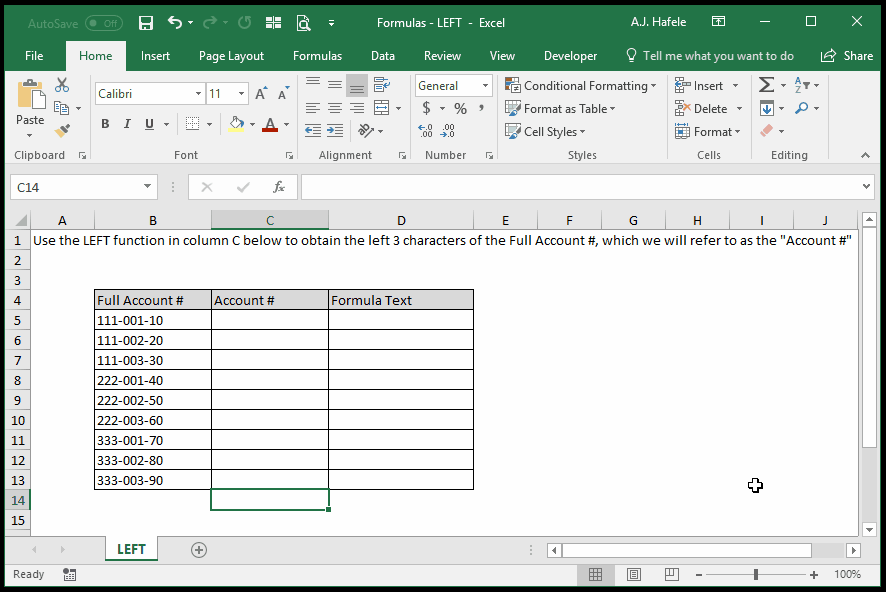 AutoSave Off
Formulas - LEFT - Excel
A.J. Hafele
File Home Insert Page Layout Formulas Data Review View Developer Tell me what you want to do Share
Paste
Clipboard
Calibri 11
B I U
A A
A
Font
Alignment
General
$ % ,
.0 .00
.00 .0
Number
Conditional Formatting
Format as Table
Cell Styles
Styles
Insert
Delete
Format
Cells
Σ
Editing
C14
fx
A B C D E F G H I J
1 Use the LEFT function in column C below to obtain the left 3 characters of the Full Account #, which we will refer to as the "Account #"
2
3
4 Full Account # Account # Formula Text
5 111-001-10
6 111-002-20
7 111-003-30
8 222-001-40
9 222-002-50
10 222-003-60
11 333-001-70
12 333-002-80
13 333-003-90
14
15
LEFT
Ready
100%